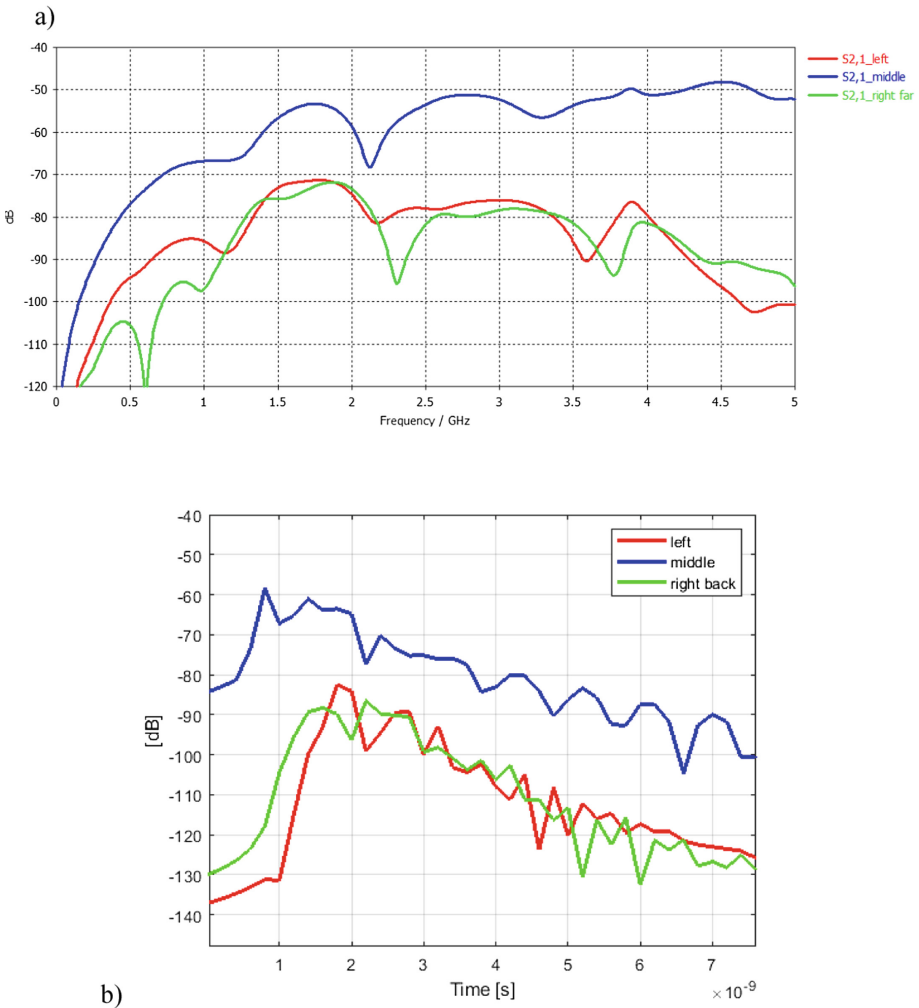 a)
-40
-50
-60
-70
-80
-90
-100
-110
-120
dB
0 0.5 1 1.5 2 2.5 3 3.5 4 4.5 5
Frequency / GHz
S2,1_left
S2,1_middle
S2,1_right far
-40
-50
-60
-70
-80
-90
-100
-110
-120
-130
-140
[dB]
left
middle
right back
1 2 3 4 5 6 7
Time [s]
× 10⁻⁹
b)